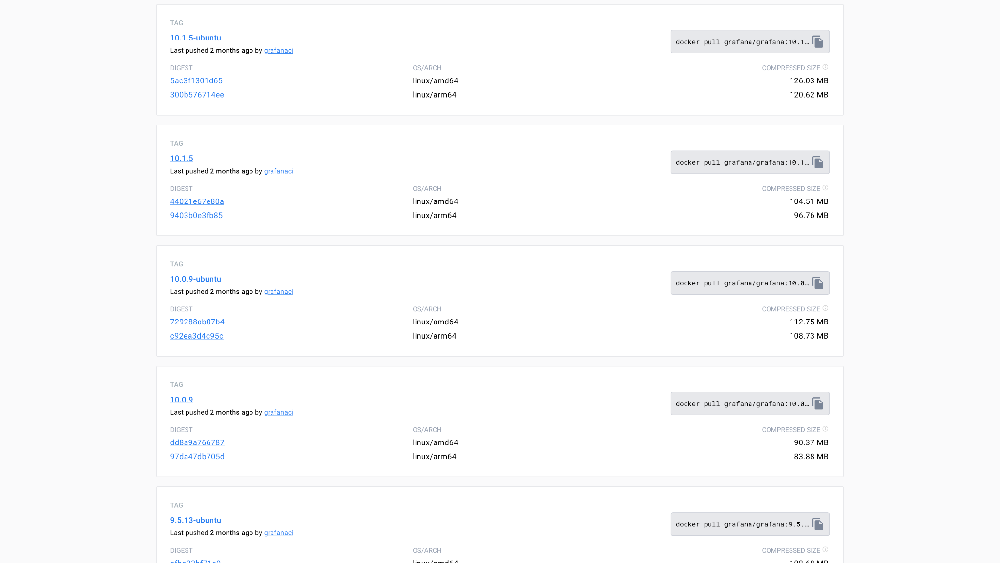 TAG
10.1.5-ubuntu
Last pushed 2 months ago by grafanaci
docker pull grafana/grafana:10.1…
DIGEST OS/ARCH COMPRESSED SIZE
5ac3f1301d65 linux/amd64 126.03 MB
300b576714ee linux/arm64 120.62 MB
TAG
10.1.5
Last pushed 2 months ago by grafanaci
docker pull grafana/grafana:10.1…
DIGEST OS/ARCH COMPRESSED SIZE
44021e67e80a linux/amd64 104.51 MB
9403b0e3fb85 linux/arm64 96.76 MB
TAG
10.0.9-ubuntu
Last pushed 2 months ago by grafanaci
docker pull grafana/grafana:10.0…
DIGEST OS/ARCH COMPRESSED SIZE
729288ab07b4 linux/amd64 112.75 MB
c92ea3d4c95c linux/arm64 108.73 MB
TAG
10.0.9
Last pushed 2 months ago by grafanaci
docker pull grafana/grafana:10.0…
DIGEST OS/ARCH COMPRESSED SIZE
dd8a9a766787 linux/amd64 90.37 MB
97da47db705d linux/arm64 83.88 MB
TAG
9.5.13-ubuntu
Last pushed 2 months ago by grafanaci
docker pull grafana/grafana:9.5.…
DIGEST OS/ARCH COMPRESSED SIZE
linux/amd64 108.68 MB